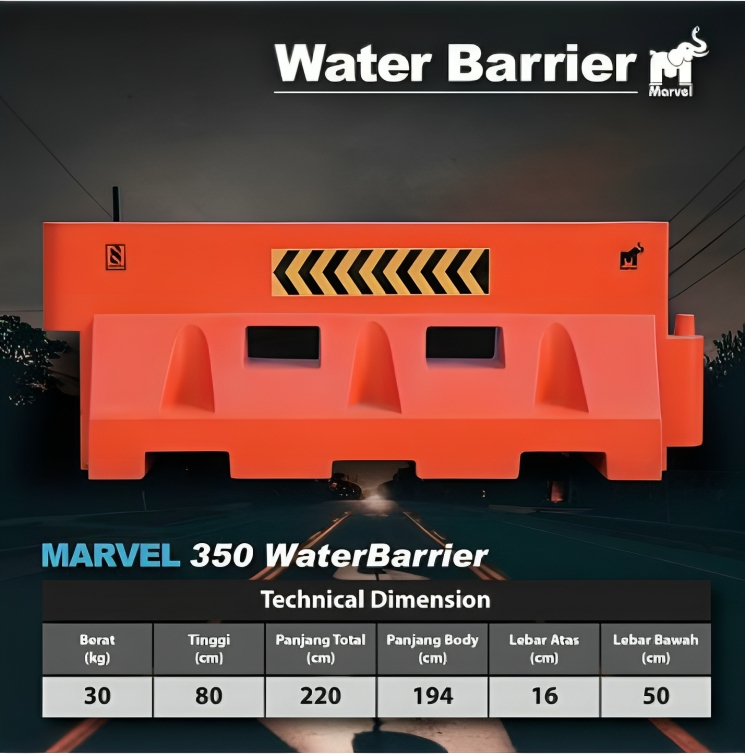 Water Barrier
Marvel
MARVEL 350 WaterBarrier
Technical Dimension
Berat (kg) Tinggi (cm) Panjang Total (cm) Panjang Body (cm) Lebar Atas (cm) Lebar Bawah (cm)
30 80 220 194 16 50